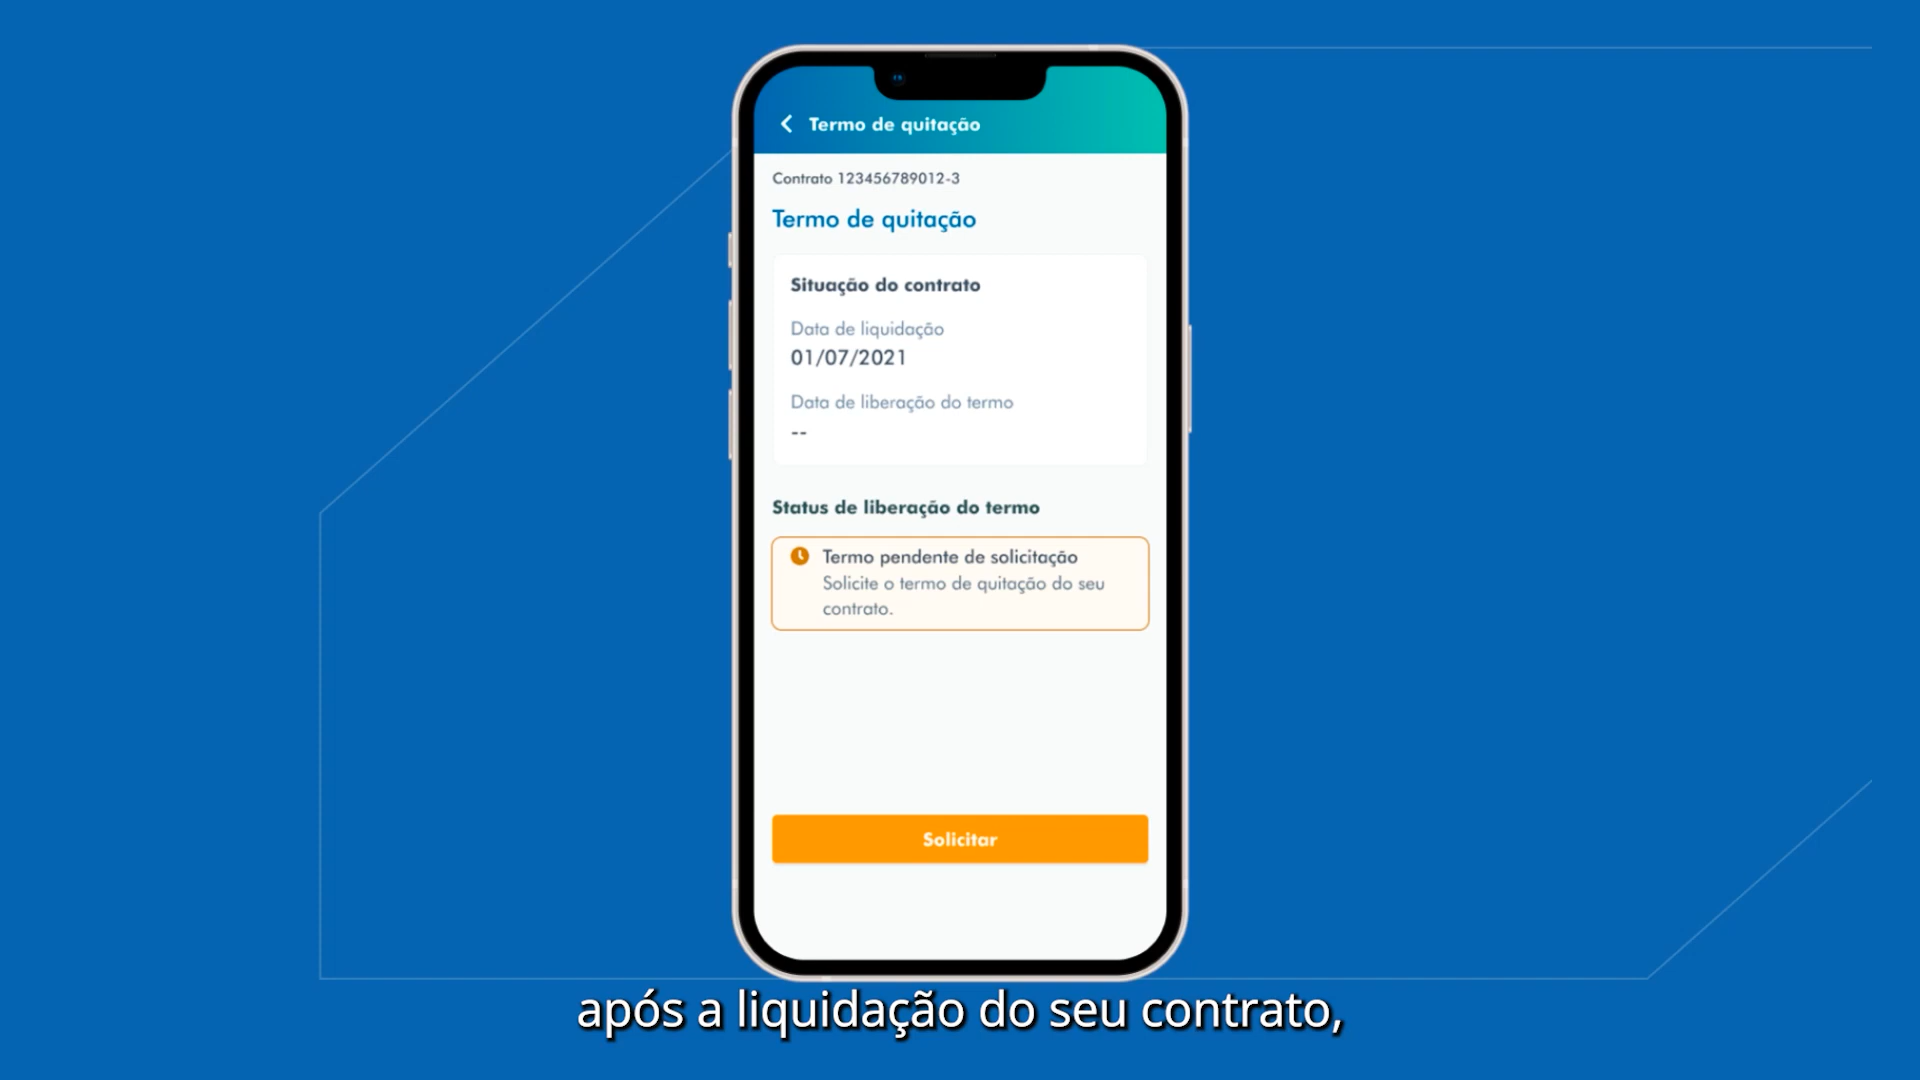 Termo de quitação
Contrato 123456789012-3
Termo de quitação
Situação do contrato
Data de liquidação
01/07/2021
Data de liberação do termo
--
Status de liberação do termo
Termo pendente de solicitação
Solicite o termo de quitação do seu
contrato.
Solicitar
após a liquidação do seu contrato,